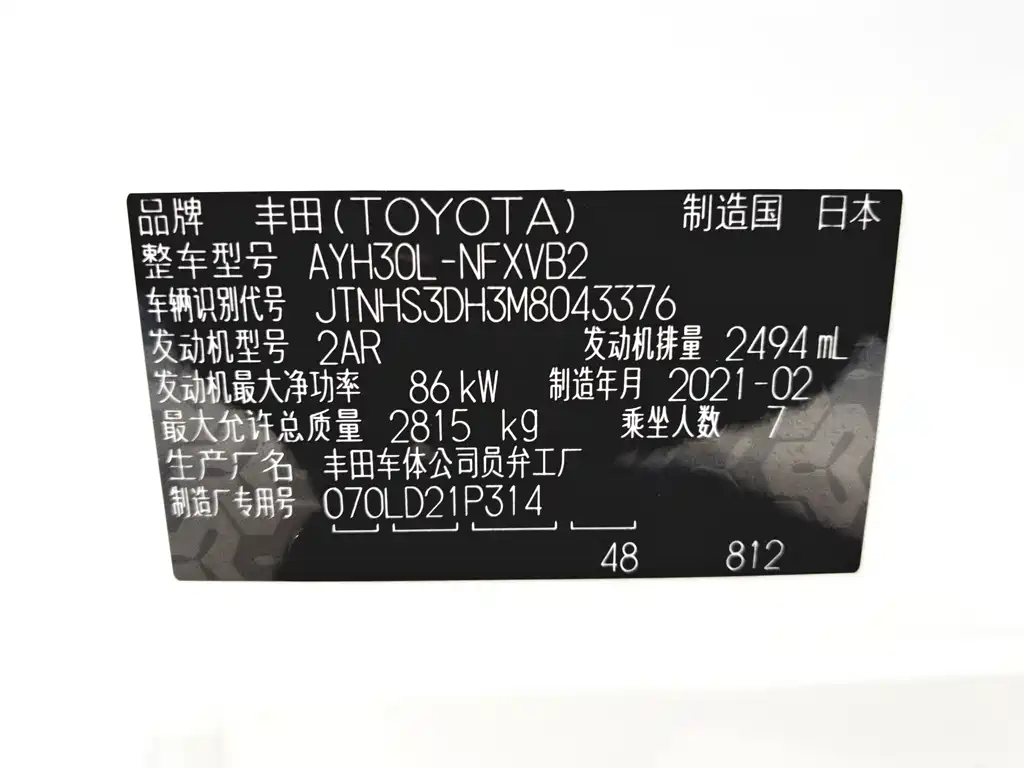 品牌 丰田(TOYOTA) 制造国 日本
整车型号 AYH30L-NFXVB2
车辆识别代号 JTNHS3DH3M8043376
发动机型号 2AR 发动机排量 2494 mL
发动机最大净功率 86 kW 制造年月 2021-02
最大允许总质量 2815 kg 乘坐人数 7
生产厂名 丰田车体公司员弁工厂
制造厂专用号 070LD21P314
48 812